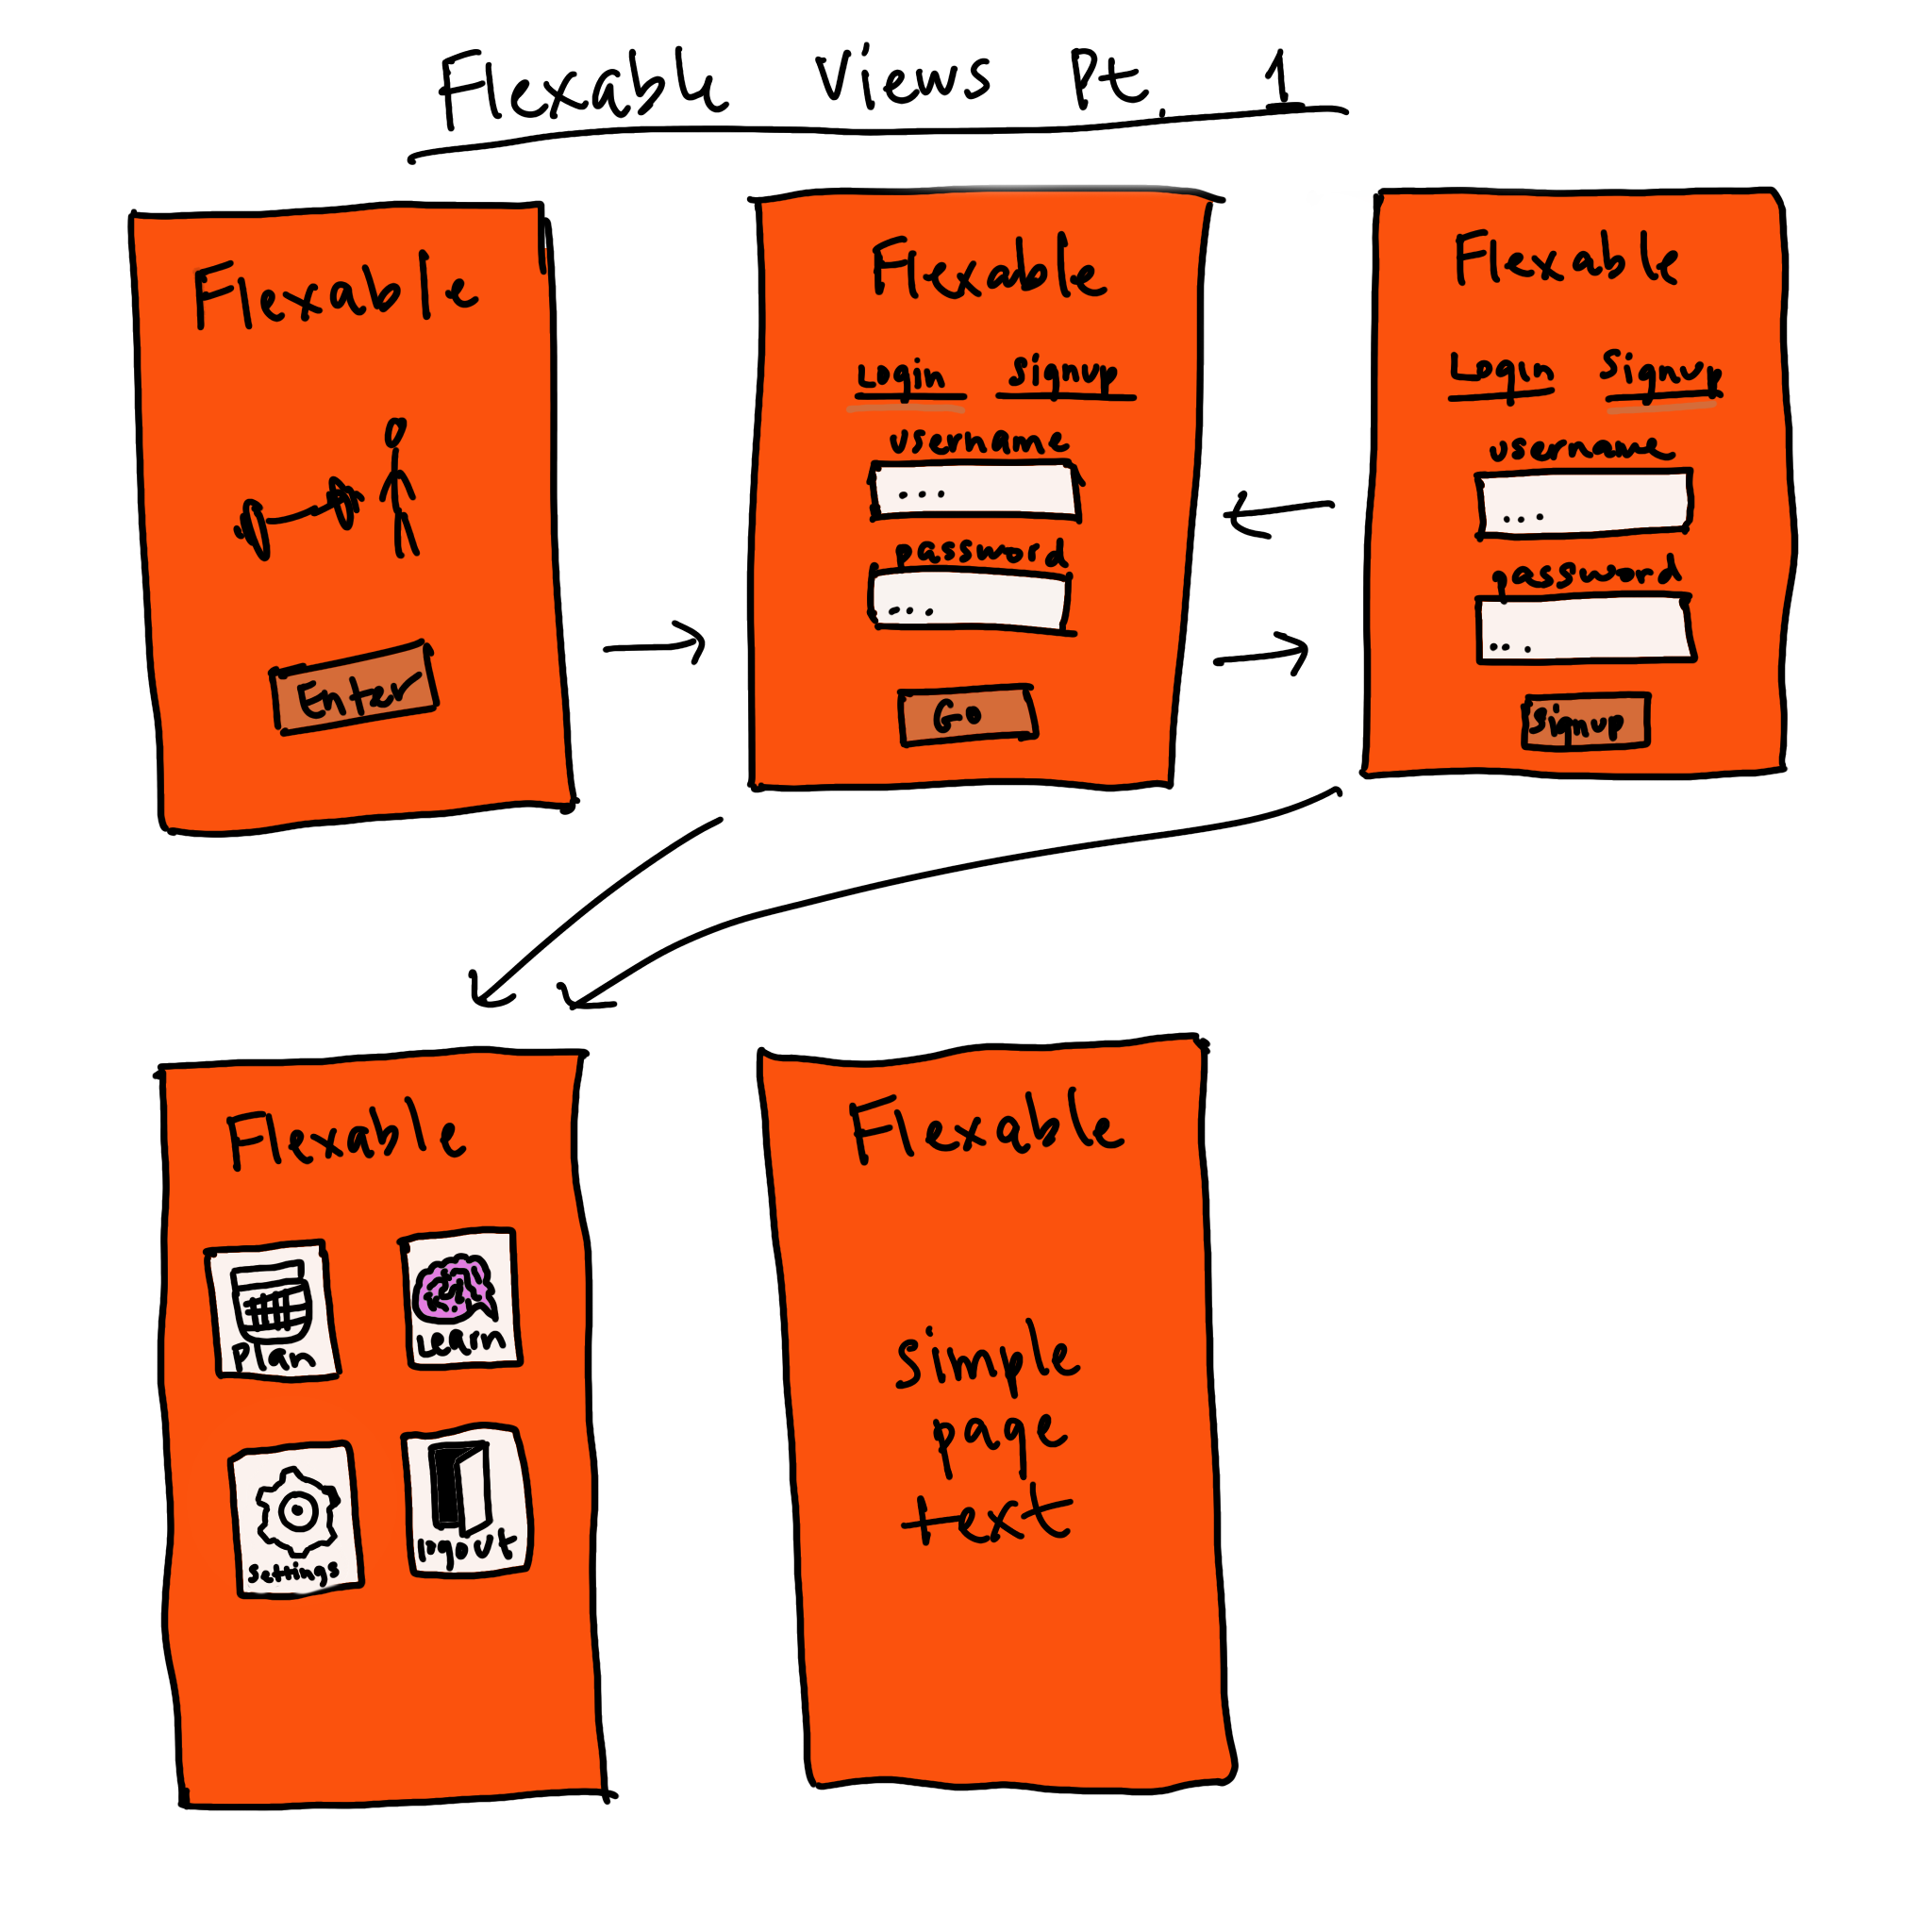 Flexable Views Pt. 1
Flexable
Enter
Flexable
Login signup
username
...
password
...
Go
Flexable
Login Signup
username
...
password
...
Signup
Flexable
Plan
Learn
settings
input
Flexable
simple
page
text